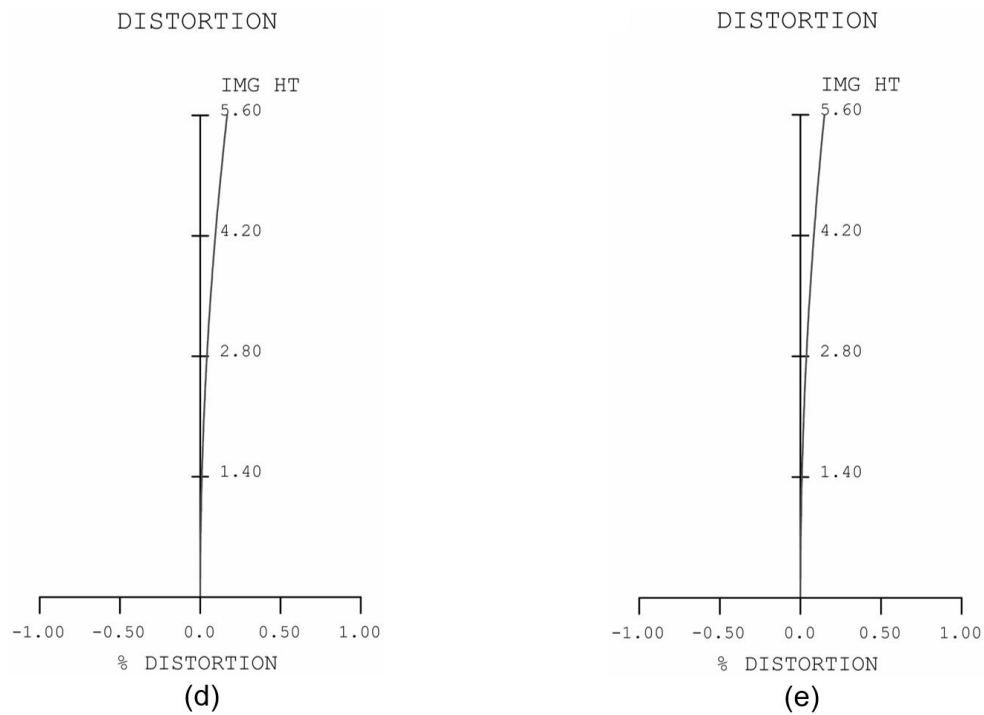 DISTORTION
IMG HT
5.60
4.20
2.80
1.40
-1.00 -0.50 0.0 0.50 1.00
% DISTORTION
(d)
DISTORTION
IMG HT
5.60
4.20
2.80
1.40
-1.00 -0.50 0.0 0.50 1.00
% DISTORTION
(e)